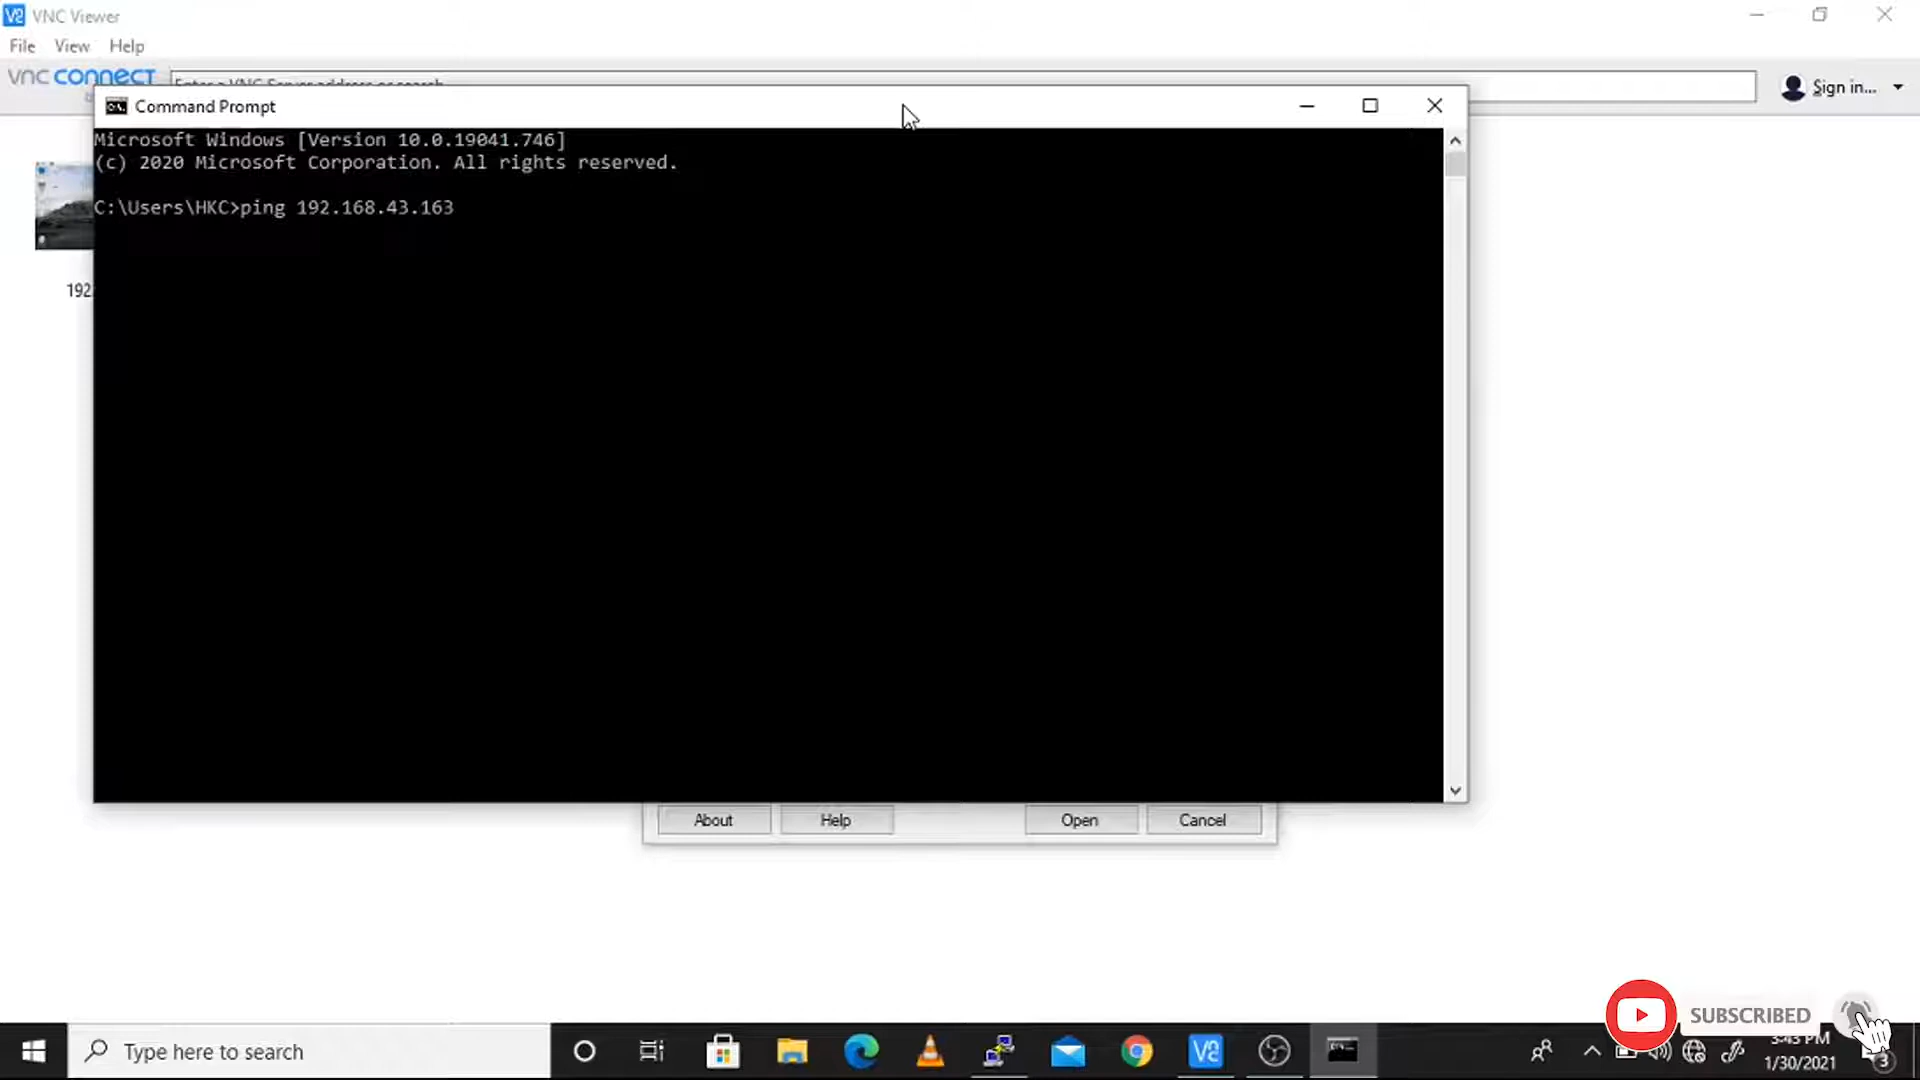 VNC Viewer
File View Help
vnc connect
Enter a VNC Server address or search
Sign in...
Command Prompt
Microsoft Windows [Version 10.0.19041.746]
(c) 2020 Microsoft Corporation. All rights reserved.
C:\Users\HKC>ping 192.168.43.163
192
About Help Open Cancel
SUBSCRIBED
Type here to search
3:43 PM
1/30/2021
3